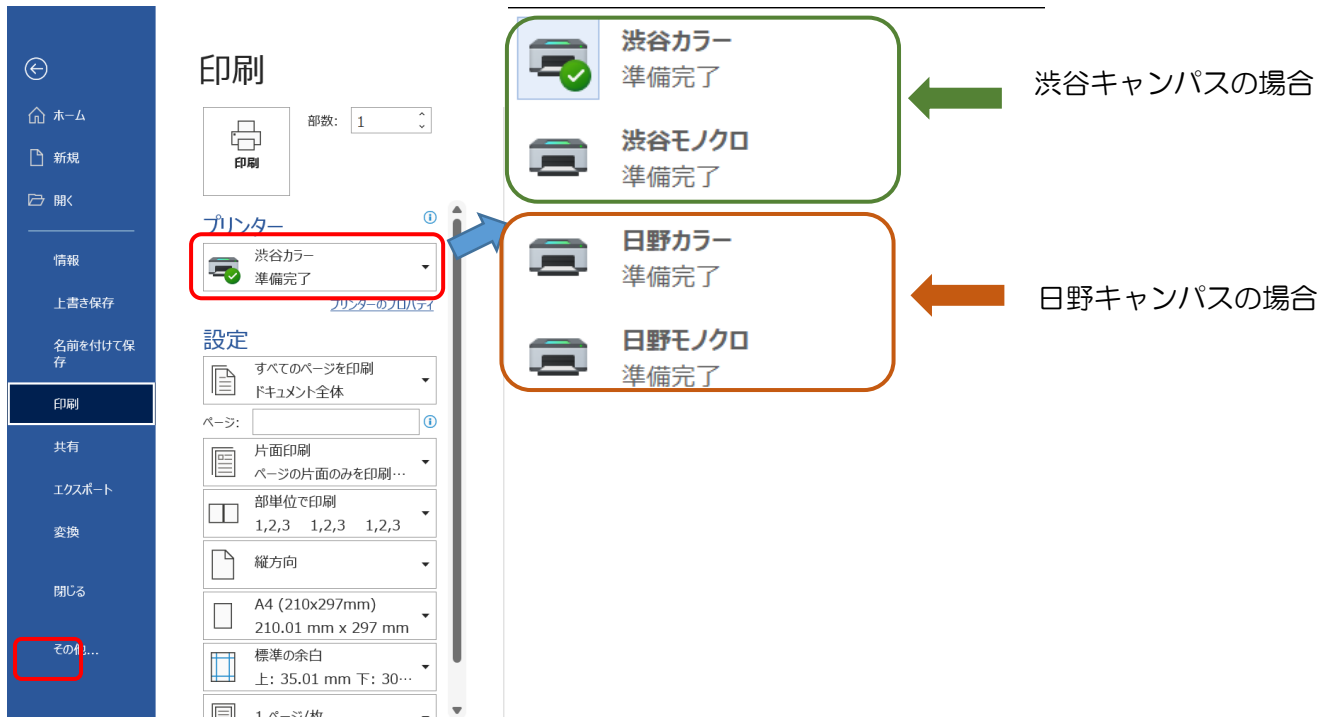 ホーム
新規
開く
情報
上書き保存
名前を付けて保
存
印刷
共有
エクスポート
変換
閉じる
その他...
印刷
印刷
部数: 1
プリンター
渋谷カラー
準備完了
プリンターのプロパティ
設定
すべてのページを印刷
ドキュメント全体
ページ:
片面印刷
ページの片面のみを印刷…
部単位で印刷
1,2,3 1,2,3 1,2,3
縦方向
A4 (210x297mm)
210.01 mm x 297 mm
標準の余白
上: 35.01 mm 下: 30…
1 ページ/枚
渋谷カラー
準備完了
渋谷モノクロ
準備完了
渋谷キャンパスの場合
日野カラー
準備完了
日野モノクロ
準備完了
日野キャンパスの場合